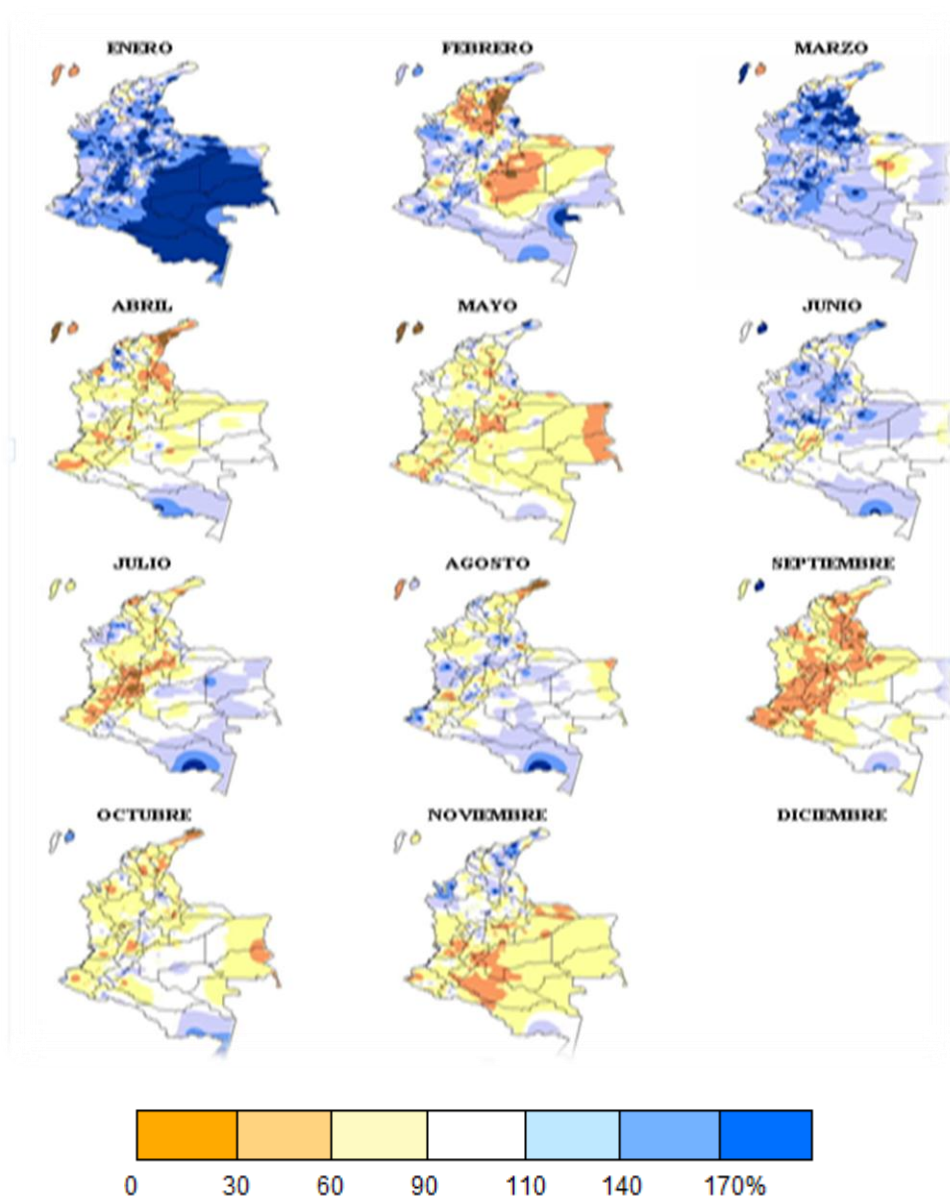 ENERO
FEBRERO
MARZO
ABRIL
MAYO
JUNIO
JULIO
AGOSTO
SEPTIEMBRE
OCTUBRE
NOVIEMBRE
DICIEMBRE
0 30 60 90 110 140 170%